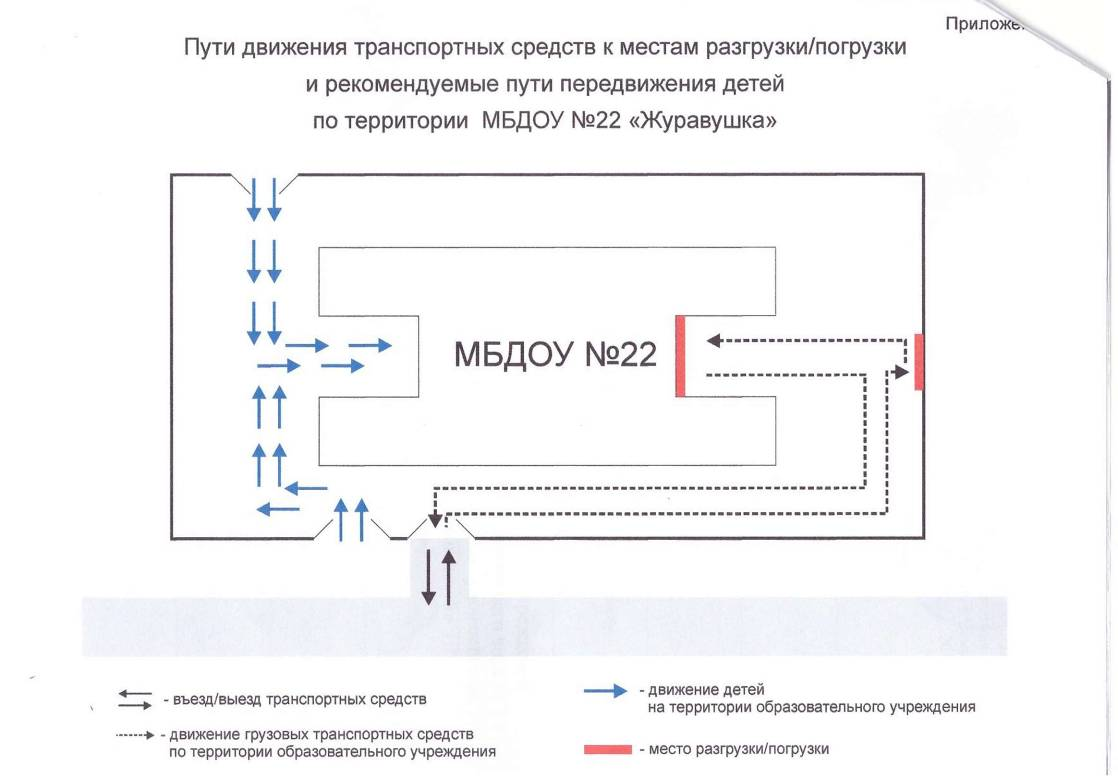 Пути движения транспортных средств к местам разгрузки/погрузки
и рекомендуемые пути передвижения детей
по территории МБДОУ №22 «Журавушка»
МБДОУ №22
- въезд/выезд транспортных средств
- движение грузовых транспортных средств
по территории образовательного учреждения
- движение детей
на территории образовательного учреждения
- место разгрузки/погрузки